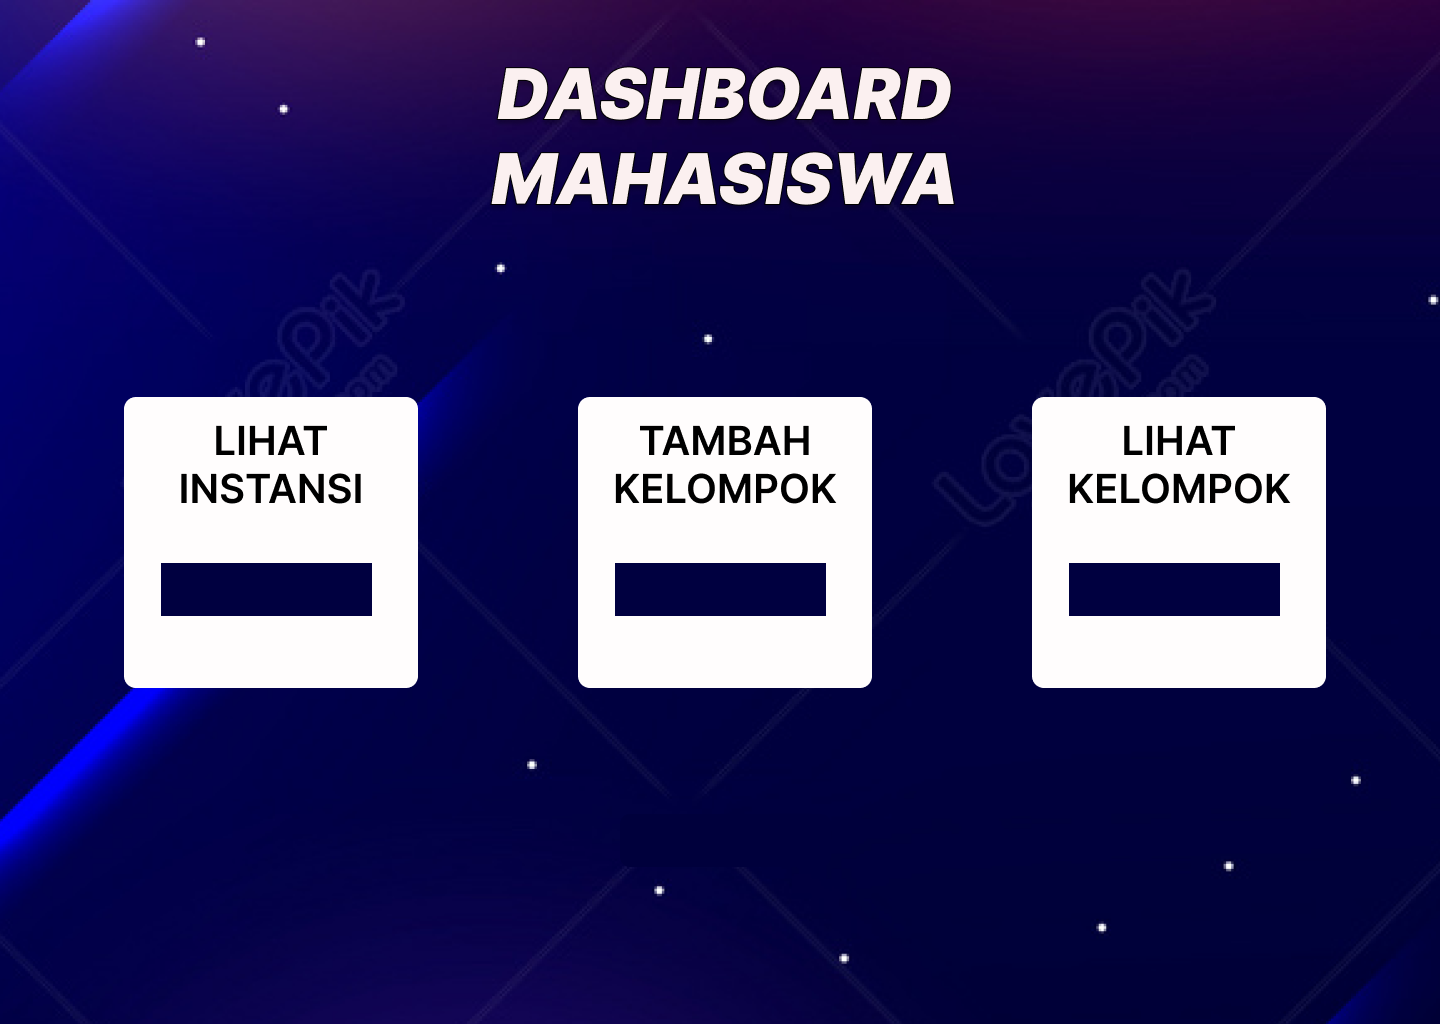 DASHBOARD
MAHASISWA
LIHAT
INSTANSI
TAMBAH
KELOMPOK
LIHAT
KELOMPOK